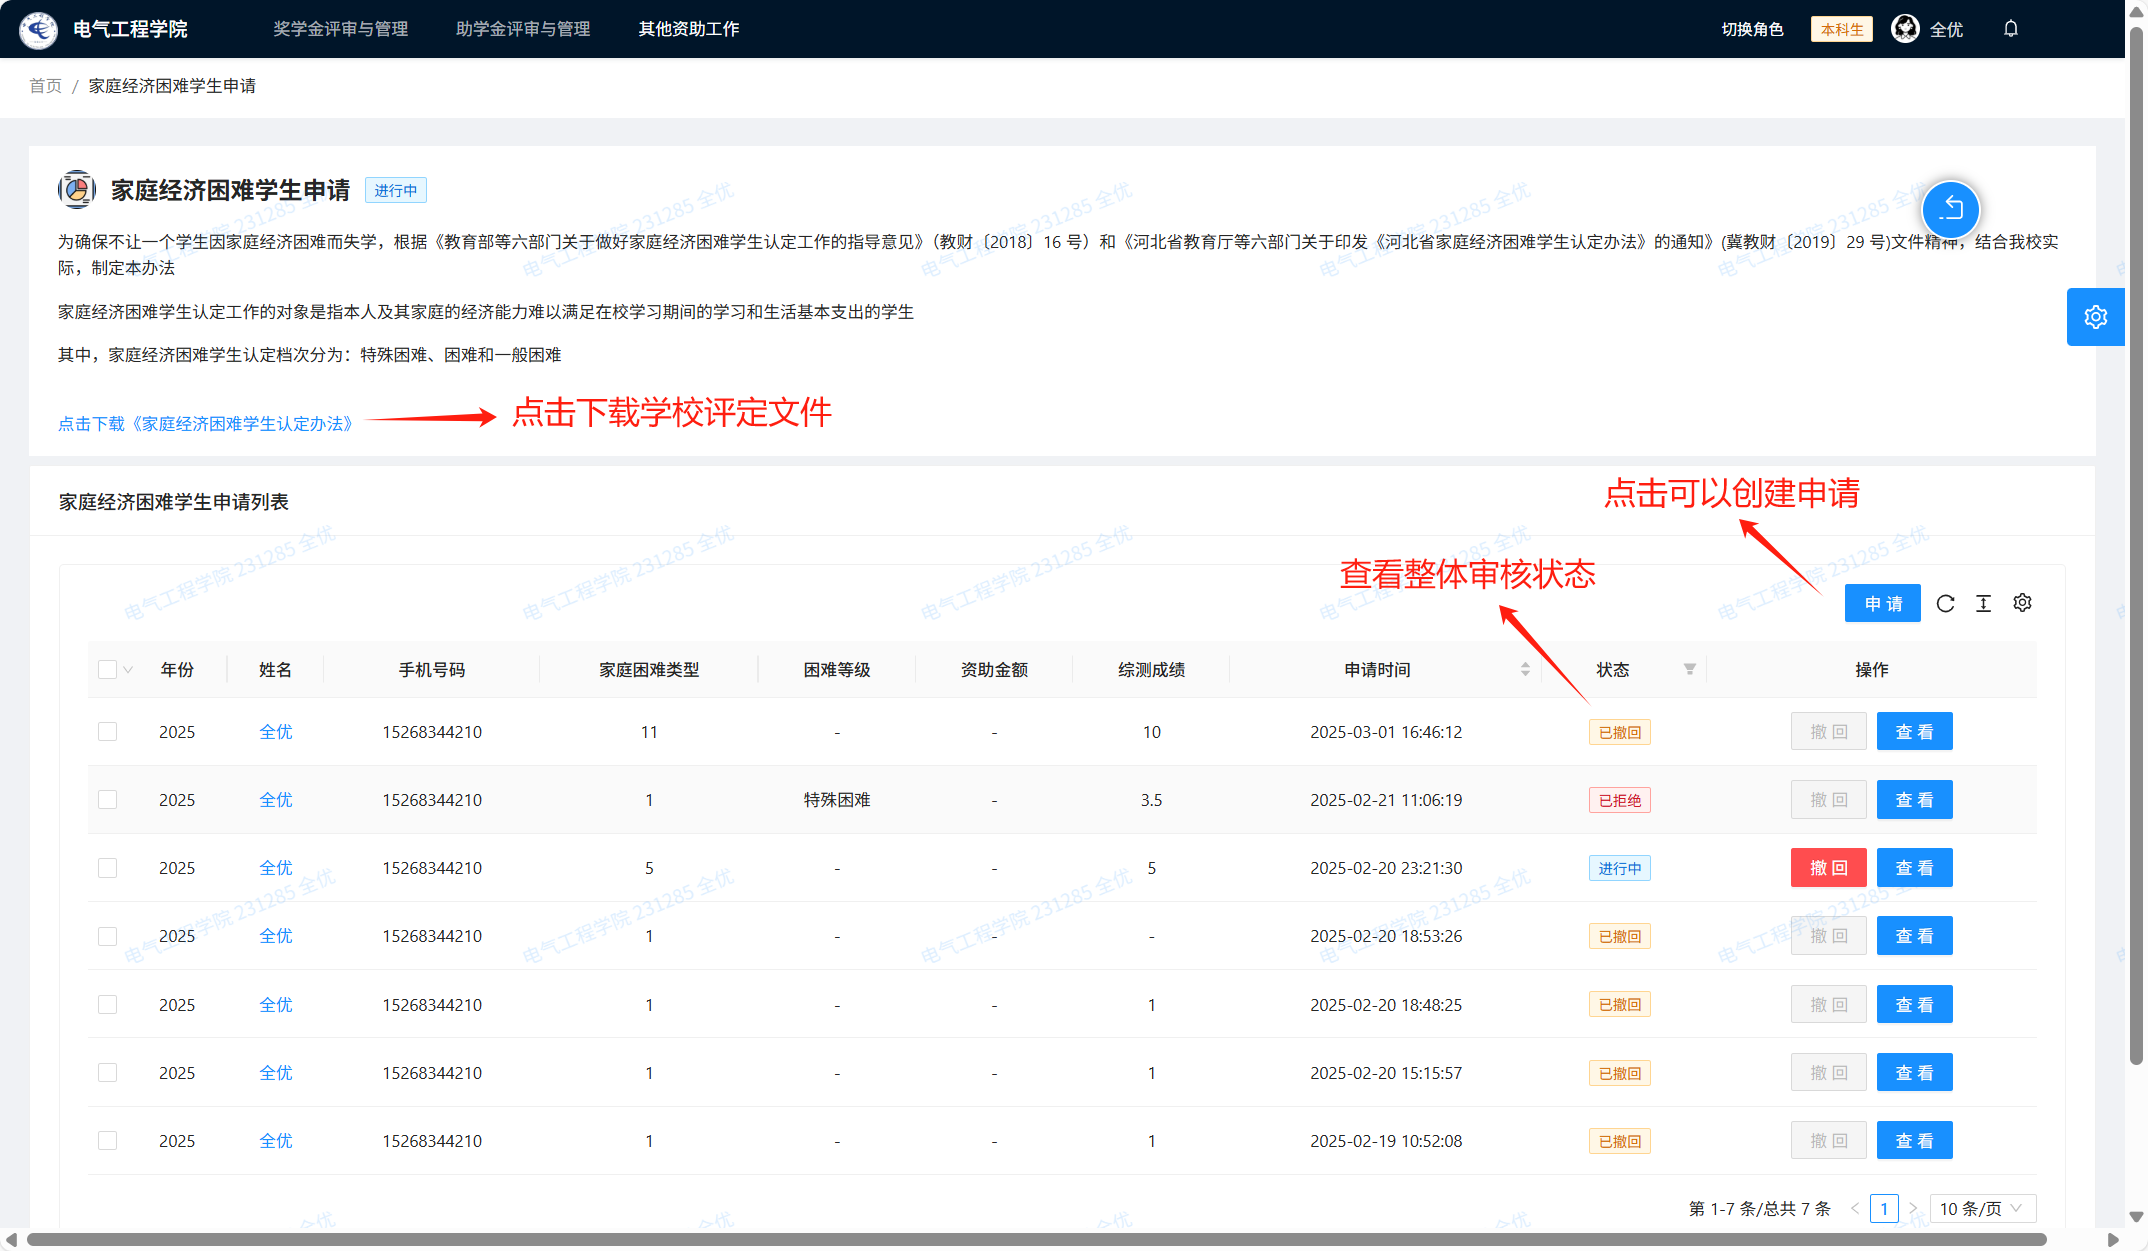 电气工程学院 奖学金评审与管理 助学金评审与管理 其他资助工作 切换角色 本科生 全优
首页 / 家庭经济困难学生申请
家庭经济困难学生申请 进行中
为确保不让一个学生因家庭经济困难而失学，根据《教育部等六部门关于做好家庭经济困难学生认定工作的指导意见》（教财〔2018〕16 号）和《河北省教育厅等六部门关于印发《河北省家庭经济困难学生认定办法》的通知》(冀教财〔2019〕29 号)文件精神，结合我校实
际，制定本办法
家庭经济困难学生认定工作的对象是指本人及其家庭的经济能力难以满足在校学习期间的学习和生活基本支出的学生
其中，家庭经济困难学生认定档次分为：特殊困难、困难和一般困难
点击下载《家庭经济困难学生认定办法》 点击下载学校评定文件
家庭经济困难学生申请列表
点击可以创建申请
查看整体审核状态
申 请
年份 姓名 手机号码 家庭困难类型 困难等级 资助金额 综测成绩 申请时间 状态 操作
2025 全优 15268344210 11 - - 10 2025-03-01 16:46:12 已撤回 撤 回 查 看
2025 全优 15268344210 1 特殊困难 - 3.5 2025-02-21 11:06:19 已拒绝 撤 回 查 看
2025 全优 15268344210 5 - - 5 2025-02-20 23:21:30 进行中 撤 回 查 看
2025 全优 15268344210 1 - - - 2025-02-20 18:53:26 已撤回 撤 回 查 看
2025 全优 15268344210 1 - - 1 2025-02-20 18:48:25 已撤回 撤 回 查 看
2025 全优 15268344210 1 - - 1 2025-02-20 15:15:57 已撤回 撤 回 查 看
2025 全优 15268344210 1 - - 1 2025-02-19 10:52:08 已撤回 撤 回 查 看
第 1-7 条/总共 7 条 1 10 条/页
电气工程学院 231285 全优